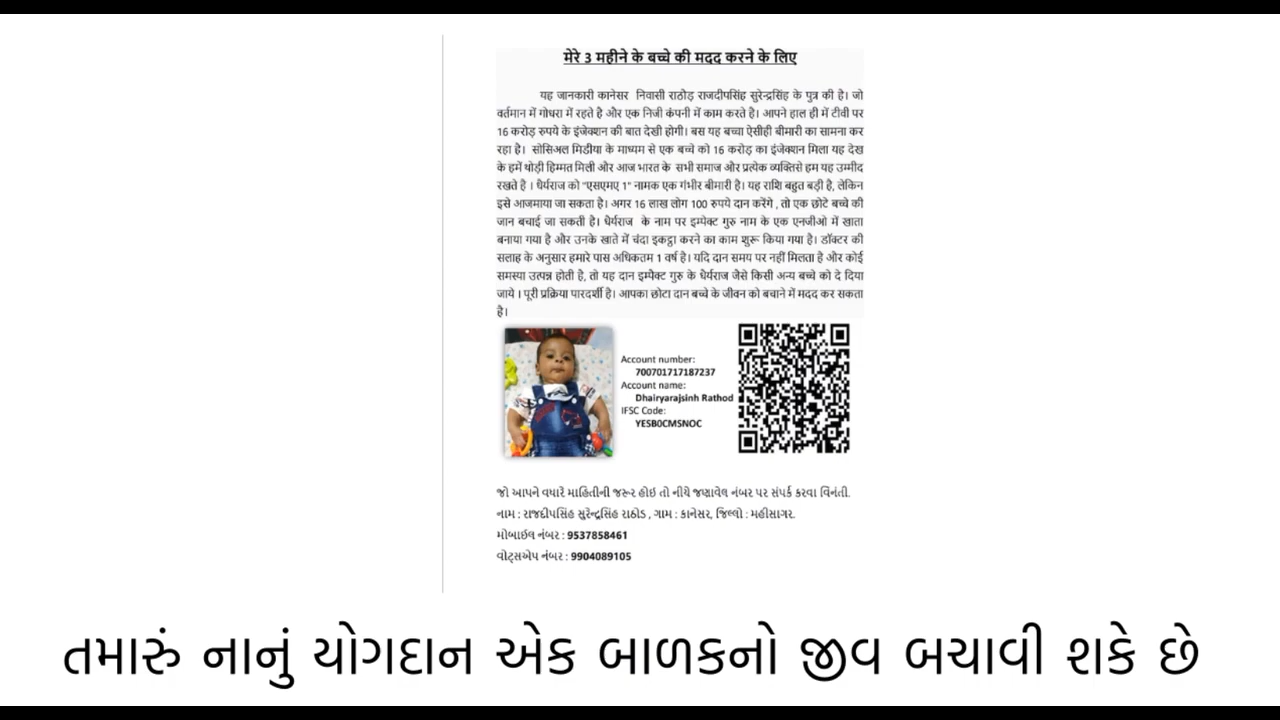 मेरे 3 महीने के बच्चे की मदद करने के लिए
यह जानकारी कानेसर निवासी राठौड़ राजदीपसिंह सुरेन्द्रसिंह के पुत्र की है। जो
वर्तमान में गोधरा में रहते है और एक निजी कंपनी में काम करते है। आपने हाल ही में टीवी पर
16 करोड़ रुपये के इंजेक्शन की बात देखी होगी। बस यह बच्चा ऐसीही बीमारी का सामना कर
रहा है। सोसिअल मिडीया के माध्यम से एक बच्चे को 16 करोड़ का इंजेक्शन मिला यह देख
के हमें थोड़ी हिम्मत मिली और आज भारत के सभी समाज और प्रत्येक व्यक्तिसे हम यह उम्मीद
रखते है । धैर्यराज को "एसएमए 1" नामक एक गंभीर बीमारी है। यह राशि बहुत बड़ी है, लेकिन
इसे आजमाया जा सकता है। अगर 16 लाख लोग 100 रुपये दान करेंगे , तो एक छोटे बच्चे की
जान बचाई जा सकती है। धैर्यराज के नाम पर इम्पेक्ट गुरु नाम के एक एनजीओ में खाता
बनाया गया है और उनके खाते में चंदा इकट्ठा करने का काम शुरू किया गया है। डॉक्टर की
सलाह के अनुसार हमारे पास अधिकतम 1 वर्ष है। यदि दान समय पर नहीं मिलता है और कोई
समस्या उत्पन्न होती है, तो यह दान इम्पैक्ट गुरु के धैर्यराज जैसे किसी अन्य बच्चे को दे दिया
जाये । पूरी प्रक्रिया पारदर्शी है। आपका छोटा दान बच्चे के जीवन को बचाने में मदद कर सकता
है।
Account number:
700701717187237
Account name:
Dhairyarajsinh Rathod
IFSC Code:
YESB0CMSNOC
જો આપને વધારે માહિતીની જરૂર હોઇ તો નીચે જણાવેલ નંબર પર સંપર્ક કરવા વિનંતી.
નામ : રાજદીપસિંહ સુરેન્દ્રસિંહ રાઠોડ , ગામ : કાનેસર, જિલ્લો : મહીસાગર.
મોબાઈલ નંબર : 9537858461
વોટ્સએપ નંબર : 9904089105
તમારું નાનું યોગદાન એક બાળકનો જીવ બચાવી શકે છે